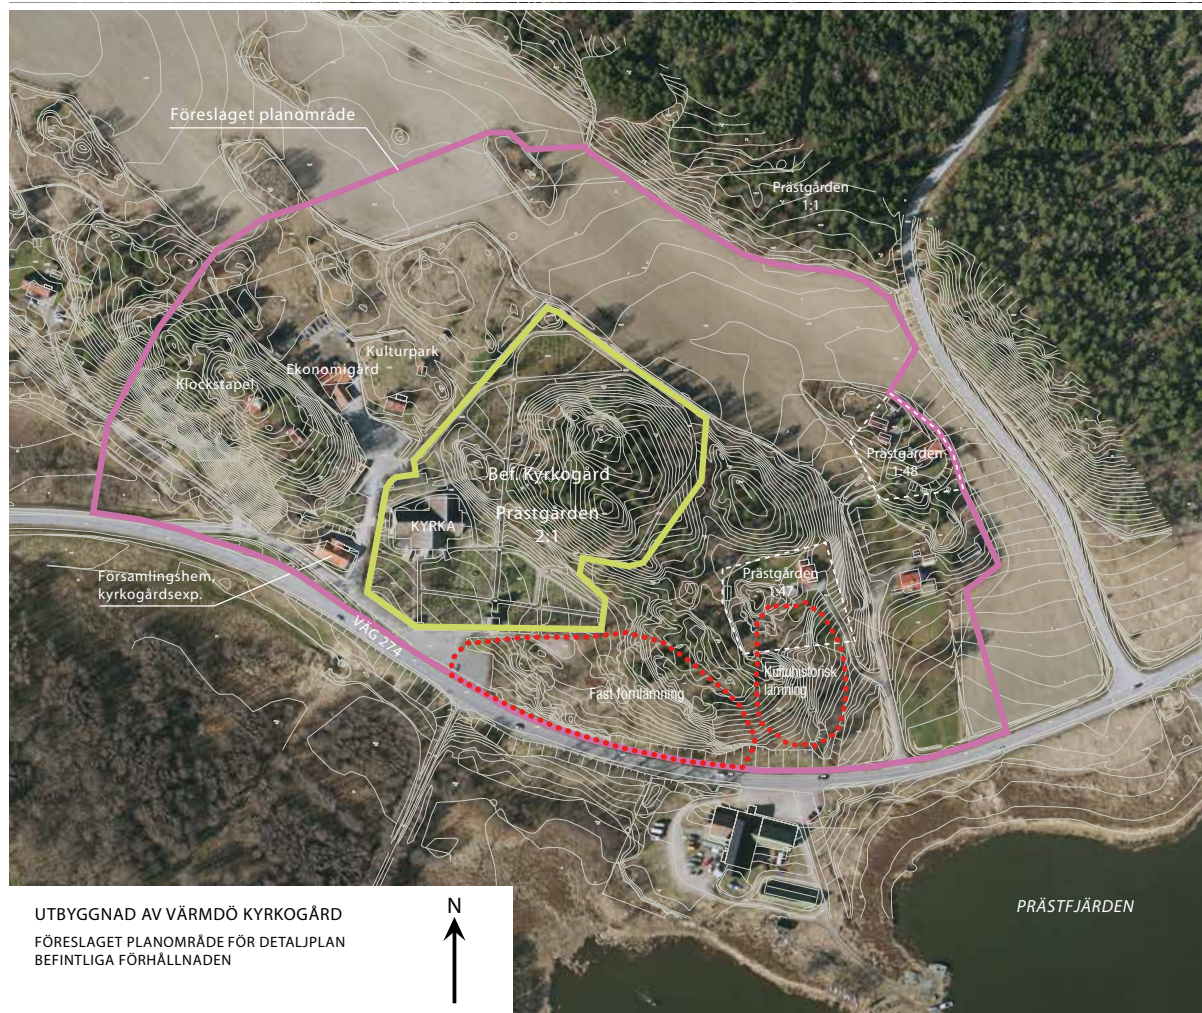 Föreslaget planområde
Prästgården
1:1
Kulturpark
Ekonomigård
Klockstapel
Prästgården
1:48
Bef. Kyrkogård
Prästgården
2:1
KYRKA
Prästgården
1:47
Församlingshem,
kyrkogårdsexp.
VÄG 274
Fast fornlämning
Kultuhistorisk
lämning
PRÄSTFJÄRDEN
UTBYGGNAD AV VÄRMDÖ KYRKOGÅRD
FÖRESLAGET PLANOMRÅDE FÖR DETALJPLAN
BEFINTLIGA FÖRHÅLLNADEN
N